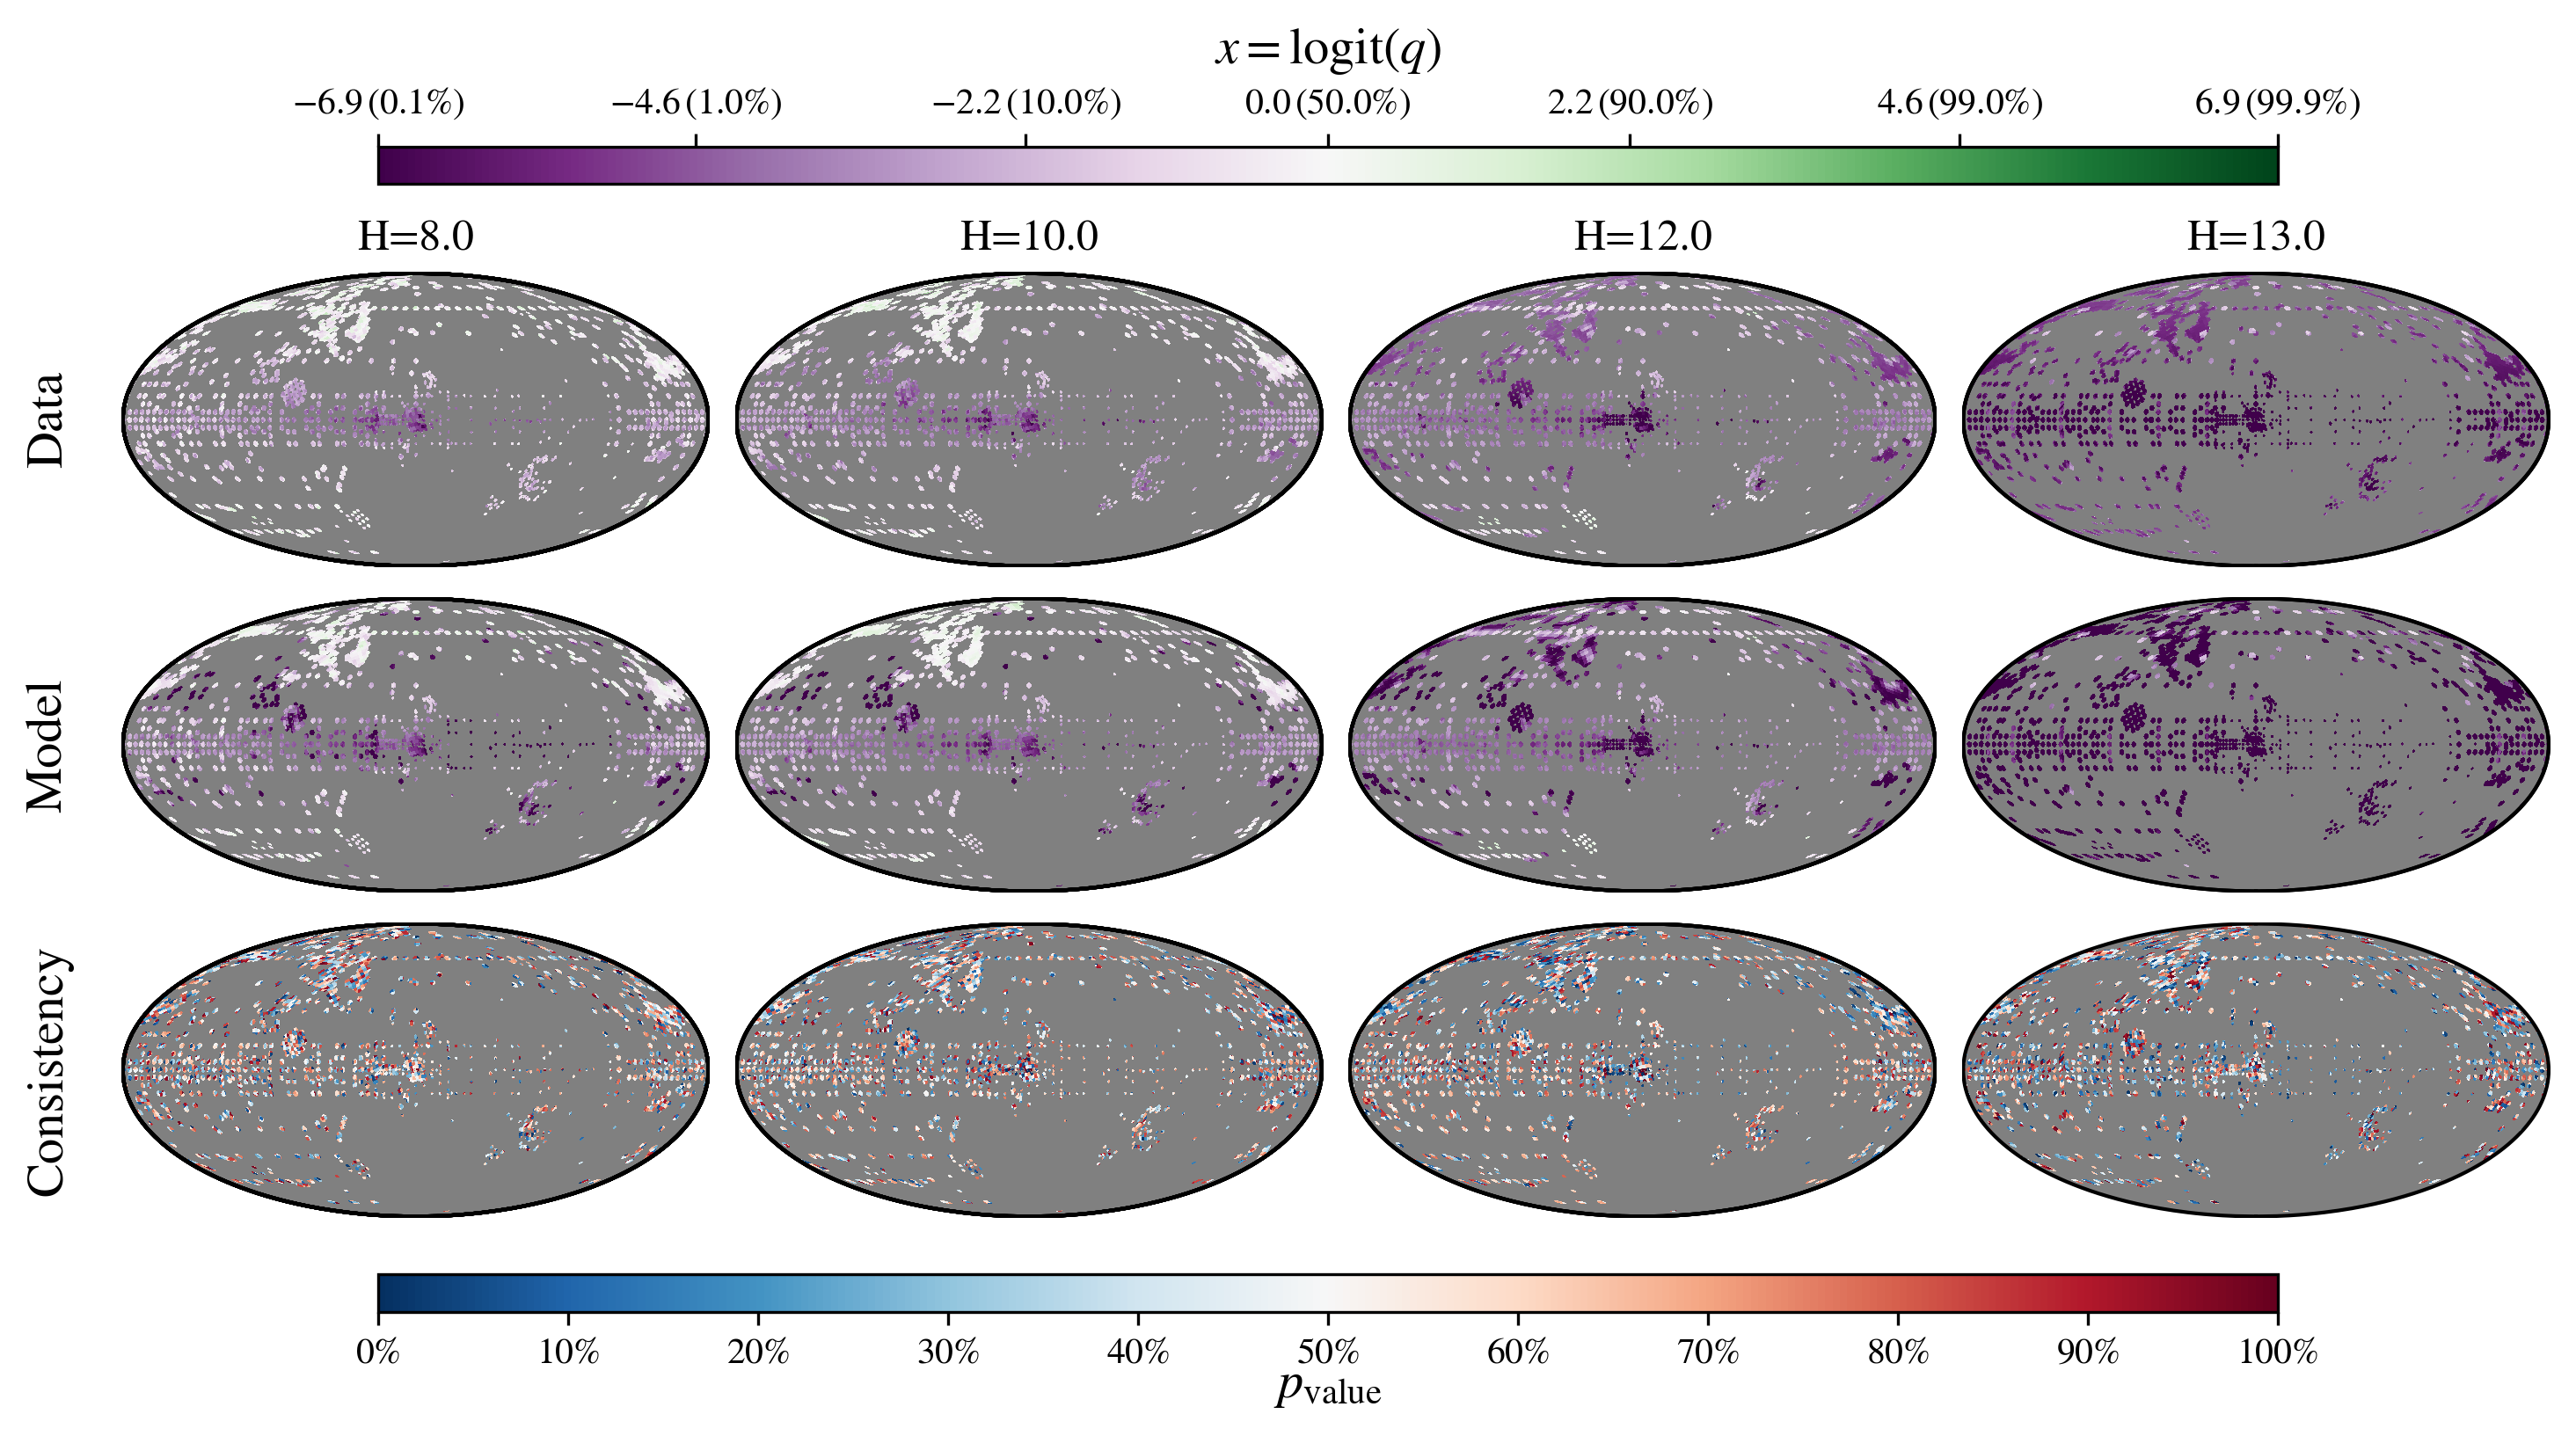 x = logit(q)
−6.9 (0.1%) −4.6 (1.0%) −2.2 (10.0%) 0.0 (50.0%) 2.2 (90.0%) 4.6 (99.0%) 6.9 (99.9%)
H=8.0 H=10.0 H=12.0 H=13.0
Data
Model
Consistency
0% 10% 20% 30% 40% 50% 60% 70% 80% 90% 100%
p_value